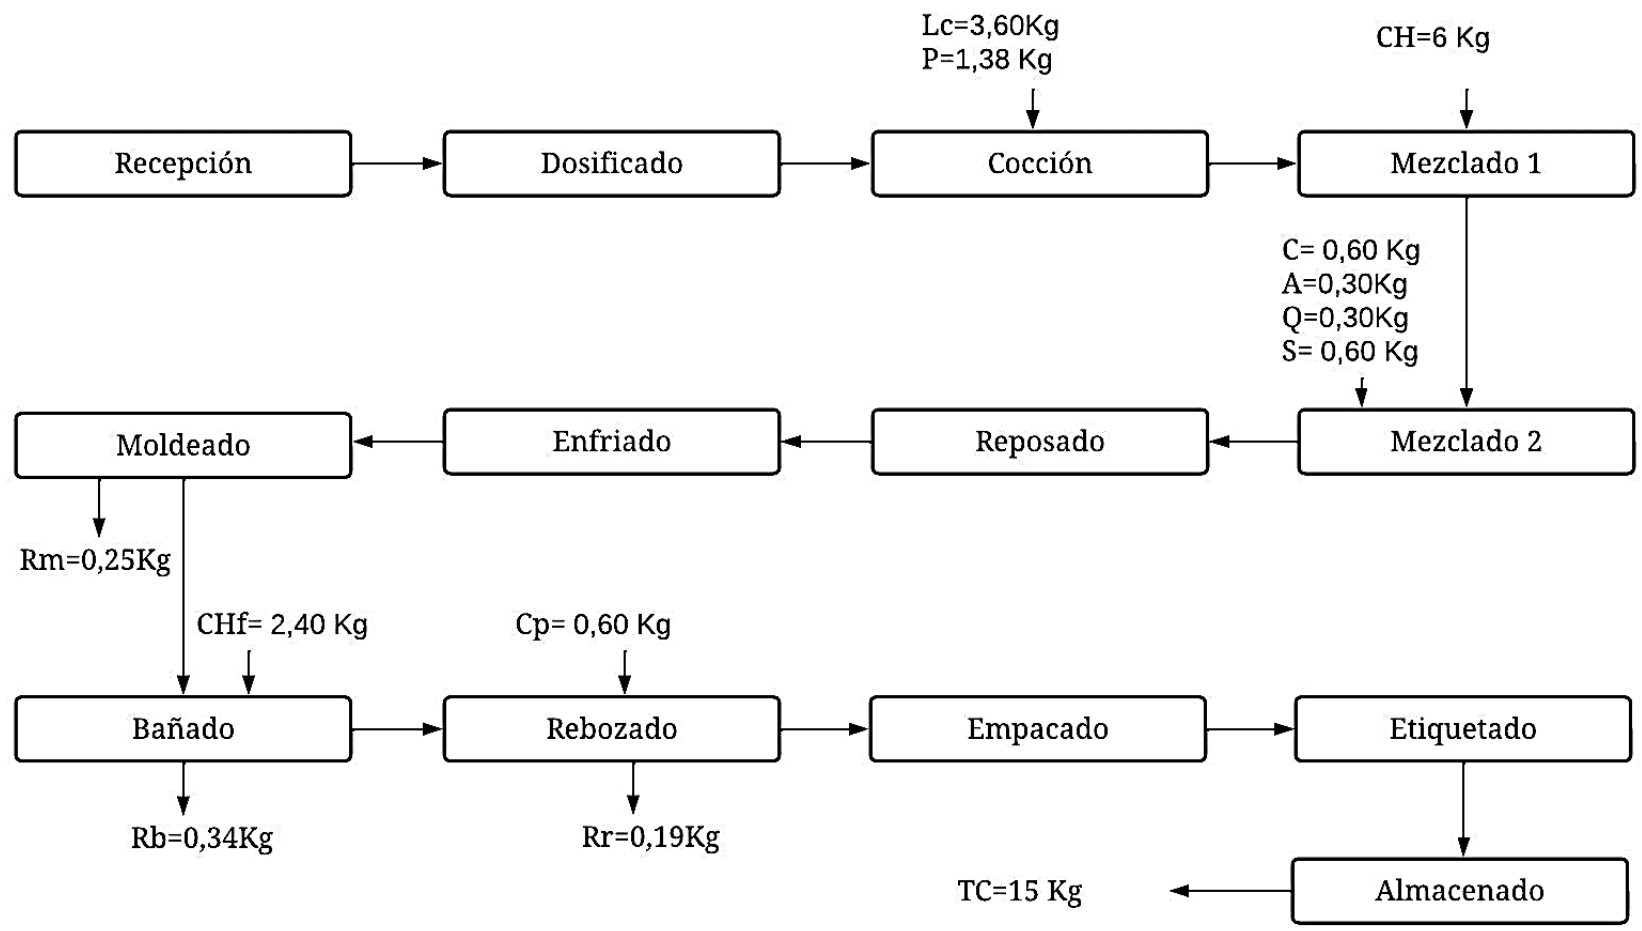 Lc=3,60Kg
P=1,38 Kg
CH=6 Kg
Recepción
Dosificado
Cocción
Mezclado 1
C= 0,60 Kg
A=0,30Kg
Q=0,30Kg
S= 0,60 Kg
Moldeado
Enfriado
Reposado
Mezclado 2
Rm=0,25Kg
CHf= 2,40 Kg
Cp= 0,60 Kg
Bañado
Rebozado
Empacado
Etiquetado
Rb=0,34Kg
Rr=0,19Kg
TC=15 Kg
Almacenado